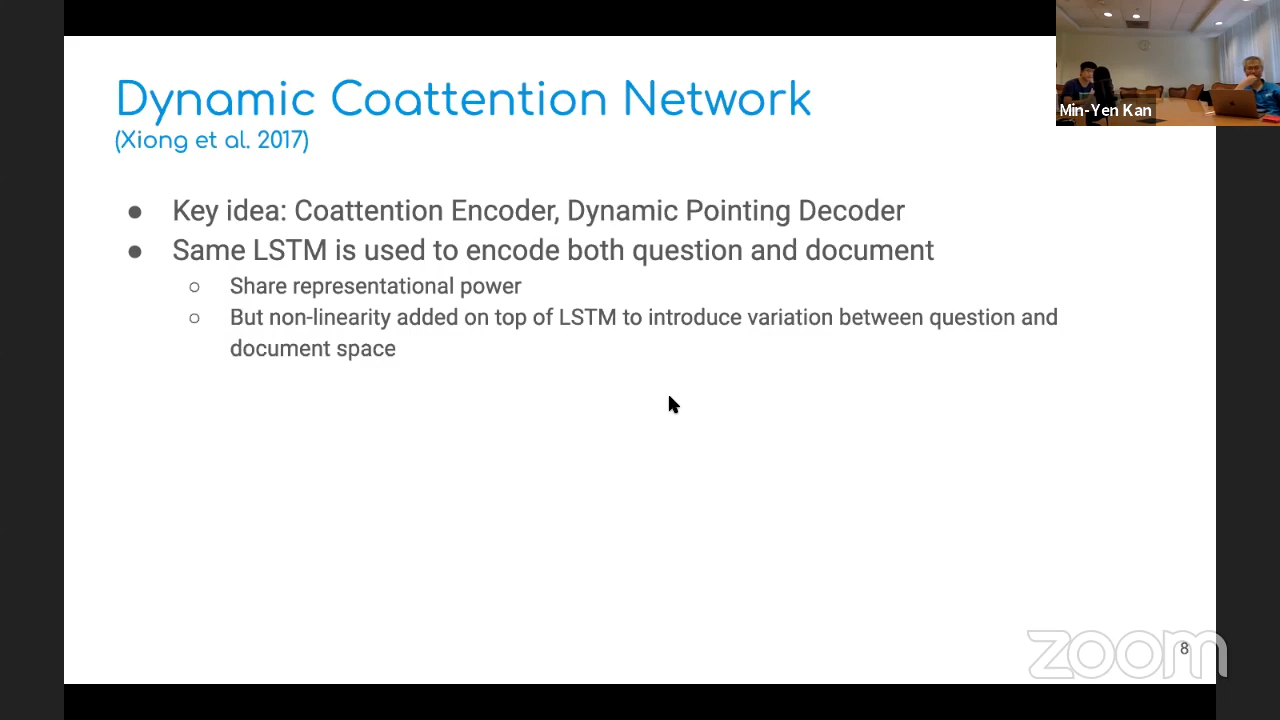 Dynamic Coattention Network
(Xiong et al. 2017)
Min-Yen Kan
● Key idea: Coattention Encoder, Dynamic Pointing Decoder
● Same LSTM is used to encode both question and document
○ Share representational power
○ But non-linearity added on top of LSTM to introduce variation between question and
document space
zoom
8